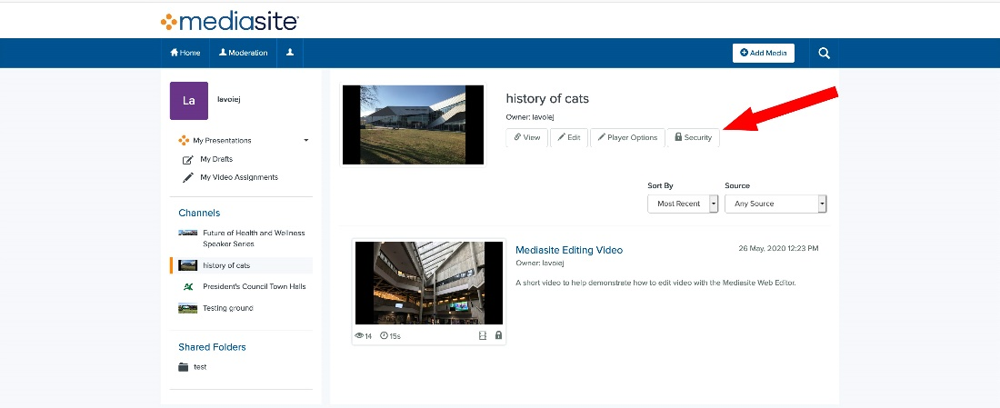 mediasite
Home
Moderation
Add Media
La
lavoiej
My Presentations
My Drafts
My Video Assignments
Channels
Future of Health and Wellness
Speaker Series
history of cats
President's Council Town Halls
Testing ground
Shared Folders
test
history of cats
Owner: lavoiej
View
Edit
Player Options
Security
Sort By
Source
Most Recent
Any Source
Mediasite Editing Video
26 May, 2020 12:23 PM
Owner: lavoiej
A short video to help demonstrate how to edit video with the Mediasite Web Editor.
14
15s